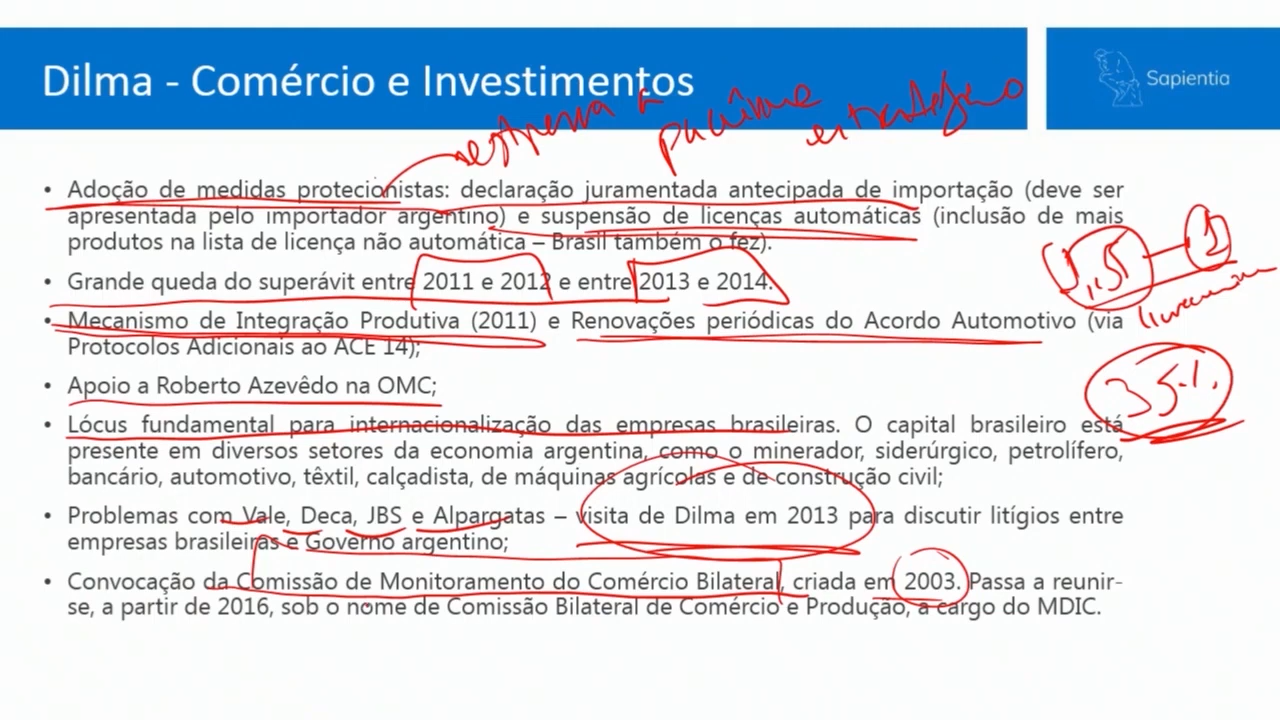 Dilma - Comércio e Investimentos
Sapientia
• Adoção de medidas protecionistas: declaração juramentada antecipada de importação (deve ser
apresentada pelo importador argentino) e suspensão de licenças automáticas (inclusão de mais
produtos na lista de licença não automática – Brasil também o fez).
• Grande queda do superávit entre 2011 e 2012 e entre 2013 e 2014.
• Mecanismo de Integração Produtiva (2011) e Renovações periódicas do Acordo Automotivo (via
Protocolos Adicionais ao ACE 14);
• Apoio a Roberto Azevêdo na OMC;
35%
• Lócus fundamental para internacionalização das empresas brasileiras. O capital brasileiro está
presente em diversos setores da economia argentina, como o minerador, siderúrgico, petrolífero,
bancário, automotivo, têxtil, calçadista, de máquinas agrícolas e de construção civil;
• Problemas com Vale, Deca, JBS e Alpargatas – visita de Dilma em 2013 para discutir litígios entre
empresas brasileiras e Governo argentino;
• Convocação da Comissão de Monitoramento do Comércio Bilateral, criada em 2003. Passa a reunir-
se, a partir de 2016, sob o nome de Comissão Bilateral de Comércio e Produção, a cargo do MDIC.